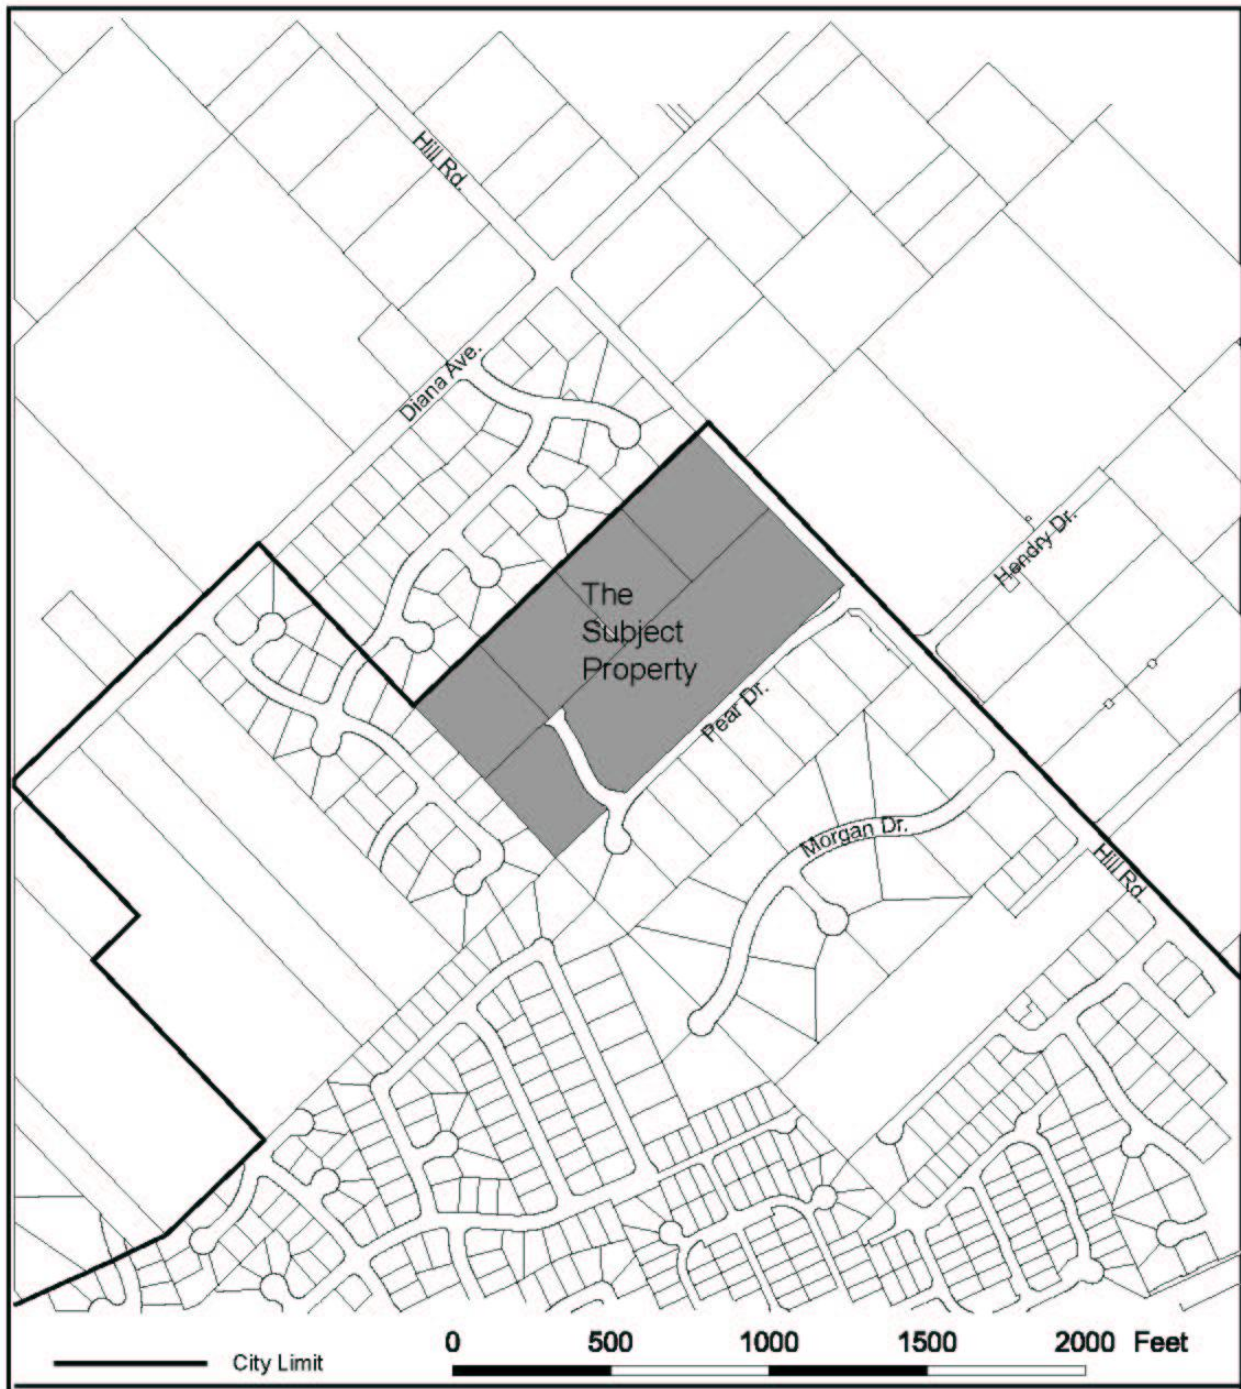 Hill Rd.
Diana Ave.
Hendry Dr.
The
Subject
Property
Pear Dr.
Morgan Dr.
Hill Rd.
0 500 1000 1500 2000 Feet
City Limit